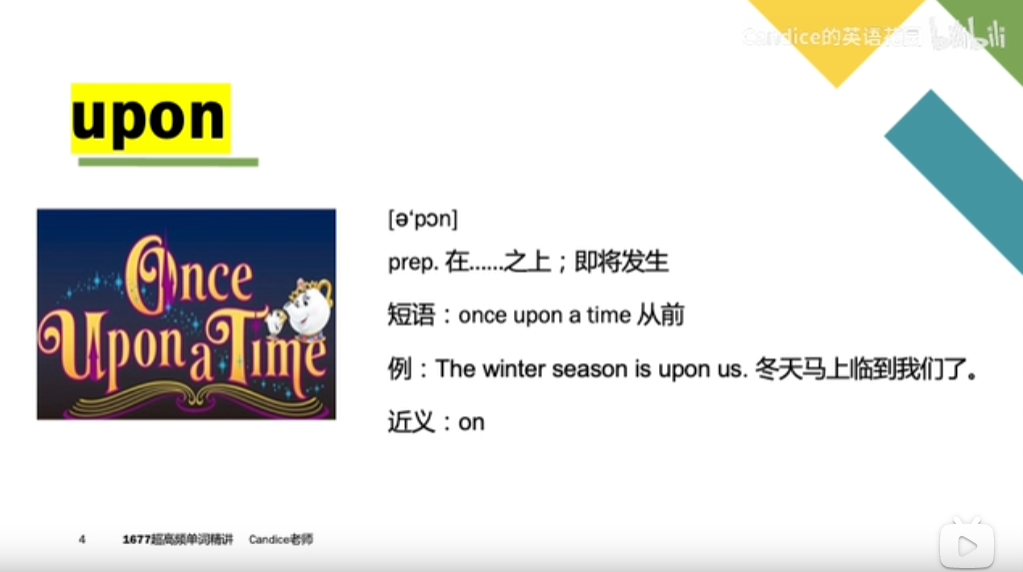 Candice的英语花园 bilibili
upon
Once
Upon a Time
[ə'pɔn]
prep. 在……之上；即将发生
短语：once upon a time 从前
例：The winter season is upon us. 冬天马上临到我们了。
近义：on
4 1677超高频单词精讲 Candice老师